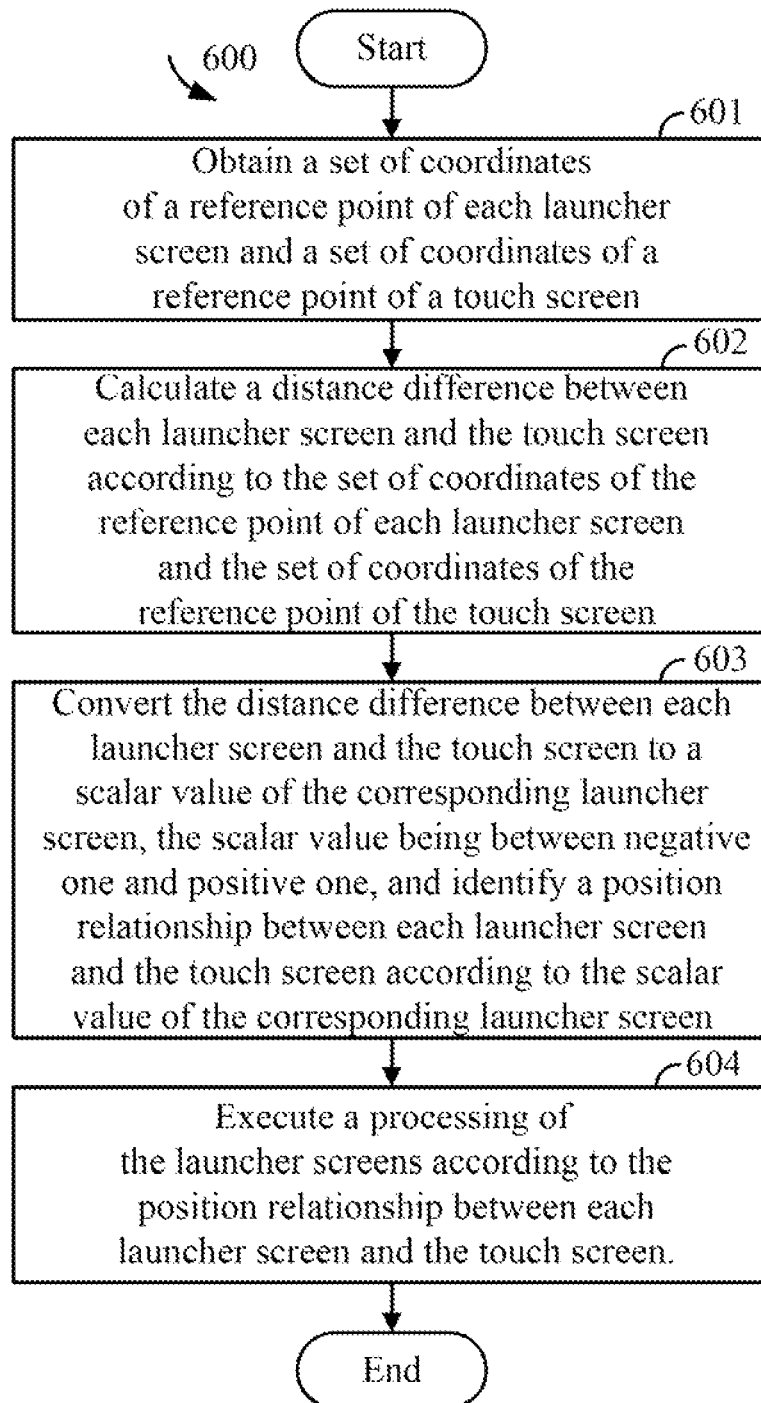 600
Start
601
Obtain a set of coordinates
of a reference point of each launcher
screen and a set of coordinates of a
reference point of a touch screen
602
Calculate a distance difference between
each launcher screen and the touch screen
according to the set of coordinates of the
reference point of each launcher screen
and the set of coordinates of the
reference point of the touch screen
603
Convert the distance difference between each
launcher screen and the touch screen to a
scalar value of the corresponding launcher
screen, the scalar value being between negative
one and positive one, and identify a position
relationship between each launcher screen
and the touch screen according to the scalar
value of the corresponding launcher screen
604
Execute a processing of
the launcher screens according to the
position relationship between each
launcher screen and the touch screen.
End